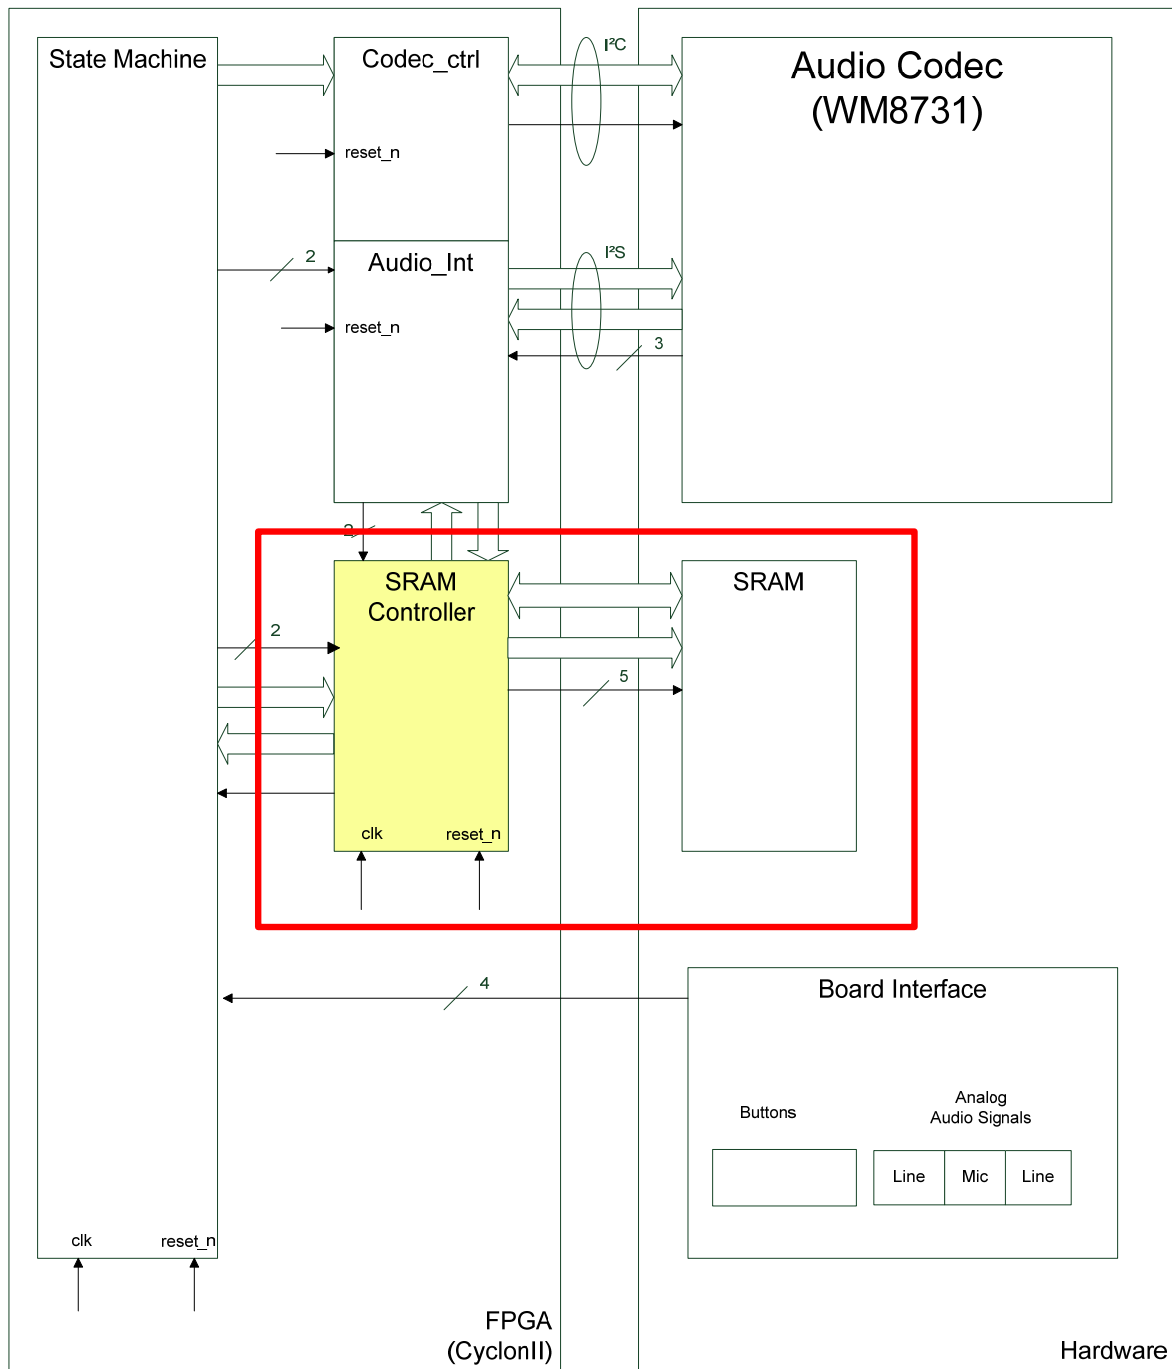 State Machine
Codec_ctrl
I²C
Audio Codec
(WM8731)
reset_n
2
Audio_Int
I²S
reset_n
3
2
SRAM
Controller
SRAM
2
5
clk
reset_n
4
Board Interface
Buttons
Analog
Audio Signals
Line
Mic
Line
clk
reset_n
FPGA
(CyclonII)
Hardware